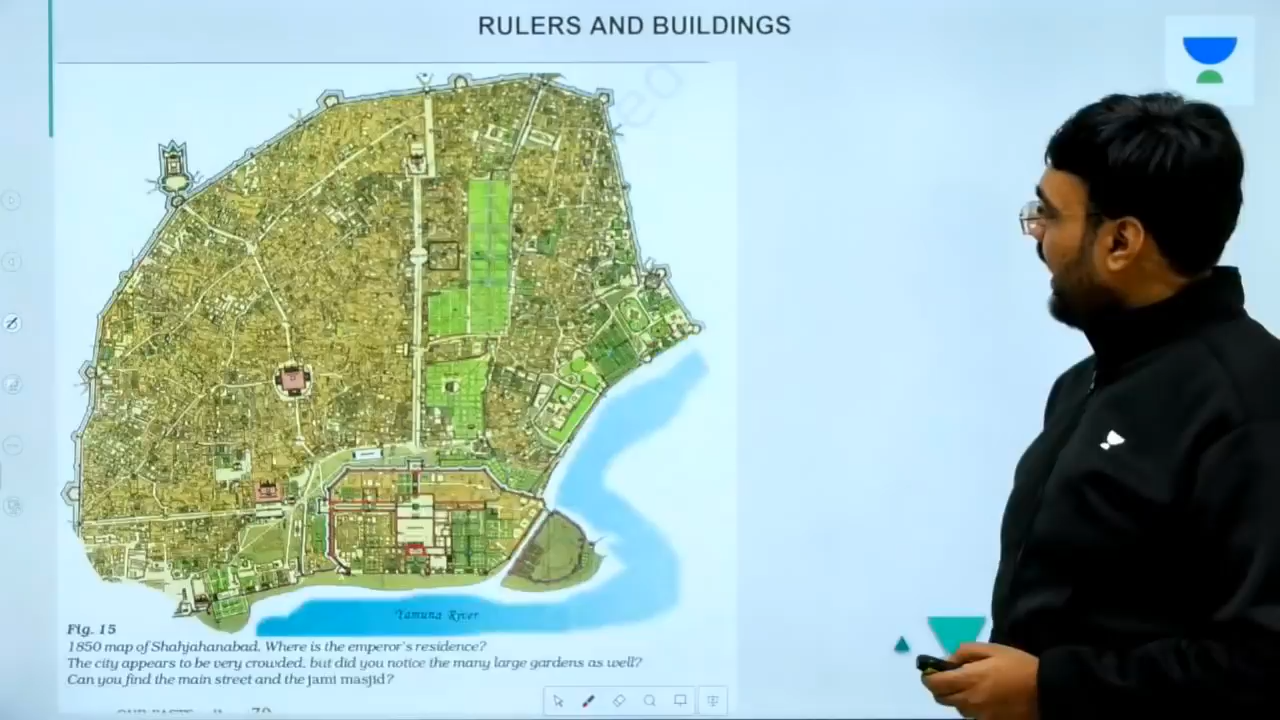 RULERS AND BUILDINGS
Yamuna River
Fig. 15
1850 map of Shahjahanabad. Where is the emperor's residence?
The city appears to be very crowded, but did you notice the many large gardens as well?
Can you find the main street and the jami masjid?
70